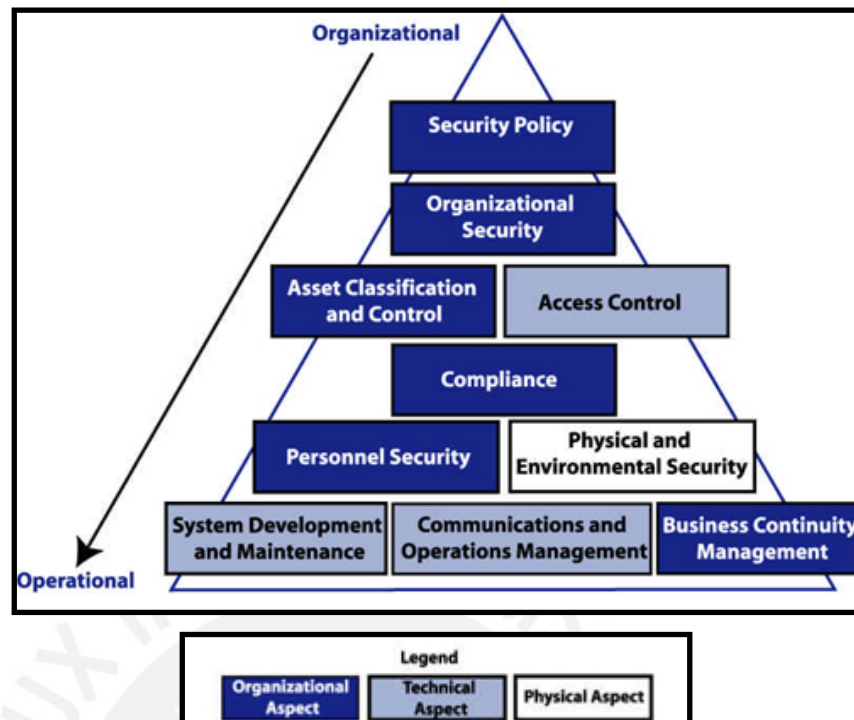 Organizational
Security Policy
Organizational
Security
Asset Classification
and Control
Access Control
Compliance
Personnel Security
Physical and
Environmental Security
System Development
and Maintenance
Communications and
Operations Management
Business Continuity
Management
Operational
Legend
Organizational
Aspect
Technical
Aspect
Physical Aspect